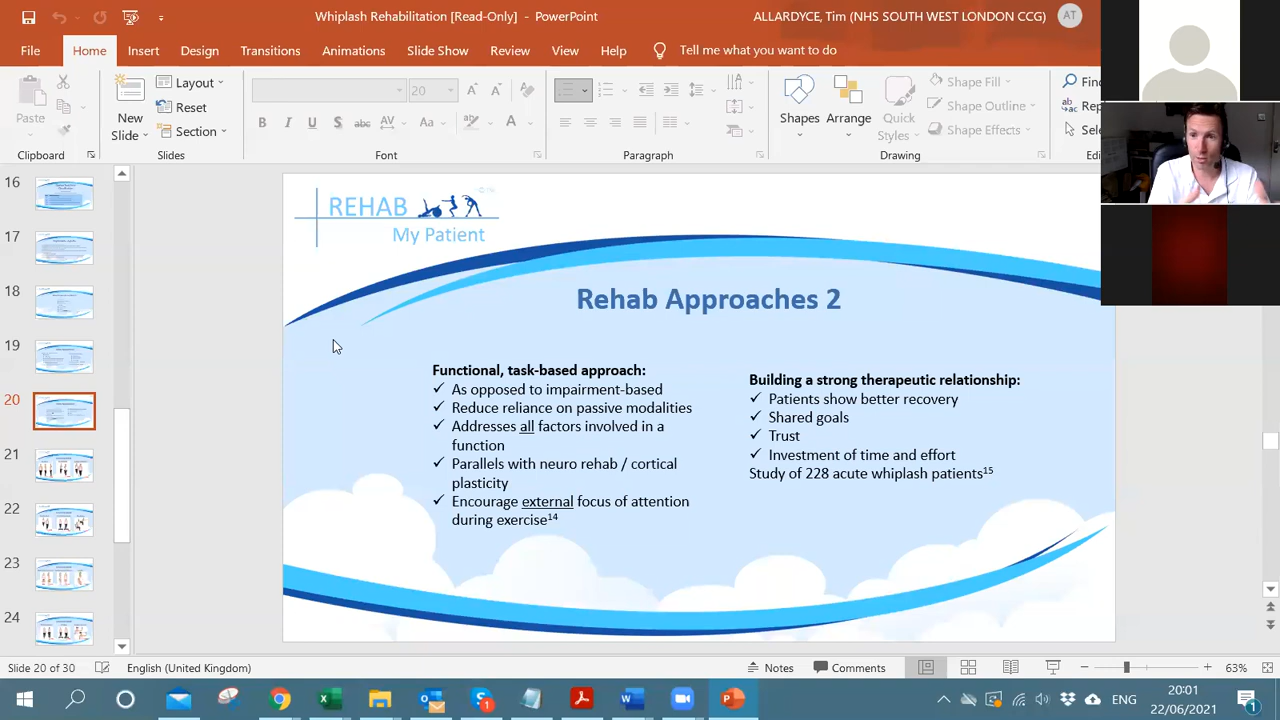 Whiplash Rehabilitation [Read-Only] - PowerPoint
ALLARDYCE, Tim (NHS SOUTH WEST LONDON CCG)
AT
File
Home
Insert
Design
Transitions
Animations
Slide Show
Review
View
Help
Tell me what you want to do
Paste
New Slide
Layout
Reset
Section
20
B I U S abc AV Aa A
Shapes
Arrange
Quick Styles
Shape Fill
Shape Outline
Shape Effects
Clipboard
Slides
Font
Paragraph
Drawing
16
17
18
19
20
21
22
23
24
REHAB
My Patient
Rehab Approaches 2
Functional, task-based approach:
✓ As opposed to impairment-based
✓ Reduce reliance on passive modalities
✓ Addresses all factors involved in a
function
✓ Parallels with neuro rehab / cortical
plasticity
✓ Encourage external focus of attention
during exercise14
Building a strong therapeutic relationship:
✓ Patients show better recovery
✓ Shared goals
✓ Trust
✓ Investment of time and effort
Study of 228 acute whiplash patients15
Slide 20 of 30
English (United Kingdom)
Notes
Comments
63%
ENG
20:01
22/06/2021